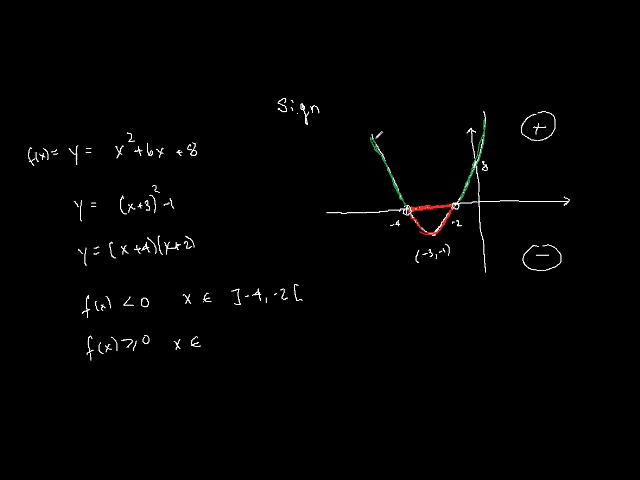 Sign
f(x) = y = x² + 6x + 8
y = (x+3)² - 1
y = (x+4)(x+2)
f(x) < 0 x ∈ ]-4, -2[
f(x) ≥ 0 x ∈
+
8
-4
-2
(-3, -1)
−